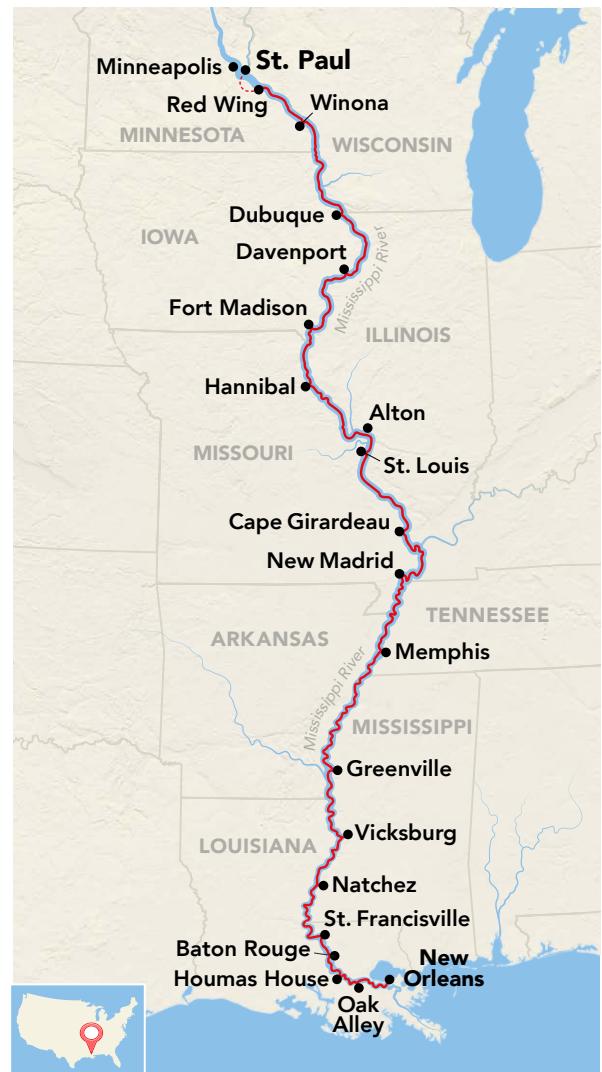 Minneapolis
St. Paul
Red Wing
Winona
MINNESOTA
WISCONSIN
Dubuque
IOWA
Davenport
Mississippi River
Fort Madison
ILLINOIS
Hannibal
Alton
MISSOURI
St. Louis
Cape Girardeau
New Madrid
TENNESSEE
ARKANSAS
Memphis
Mississippi River
MISSISSIPPI
Greenville
Vicksburg
LOUISIANA
Natchez
St. Francisville
Baton Rouge
New
Orleans
Houmas House
Oak
Alley